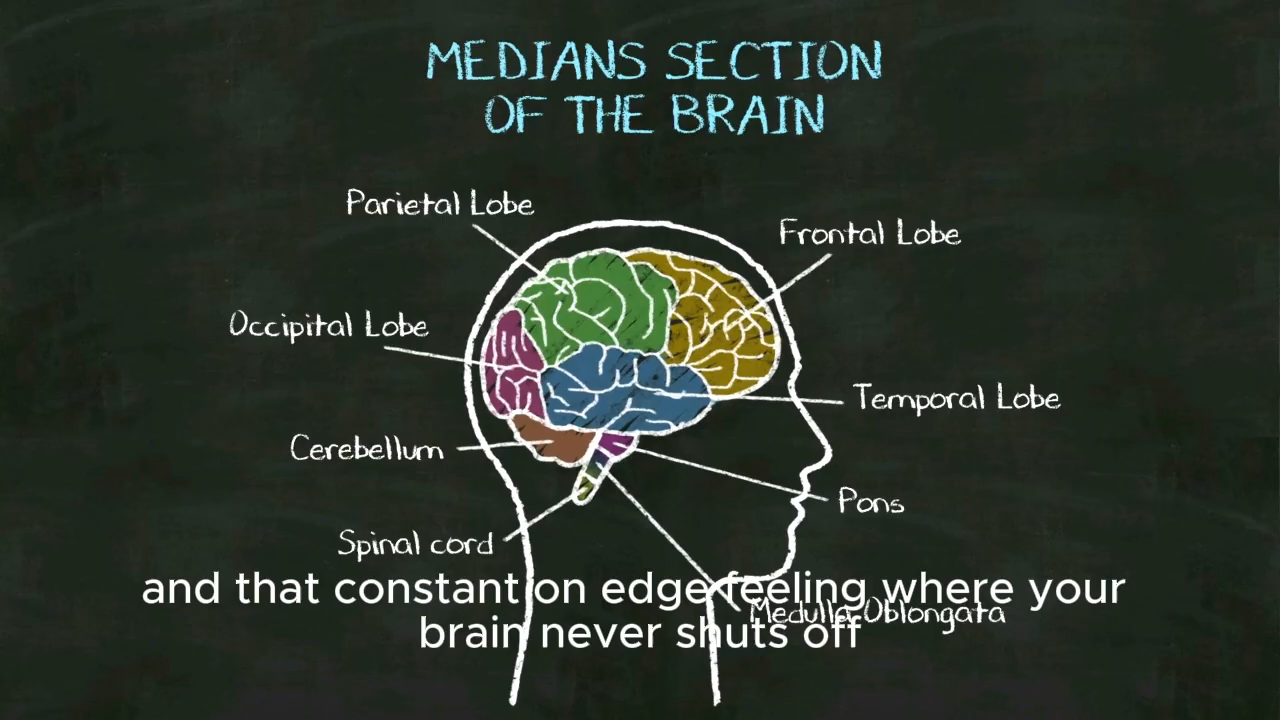 MEDIANS SECTION
OF THE BRAIN
Parietal Lobe
Frontal Lobe
Occipital Lobe
Temporal Lobe
Cerebellum
Pons
Spinal cord
Medulla Oblongata
and that constant on edge feeling where your
brain never shuts off